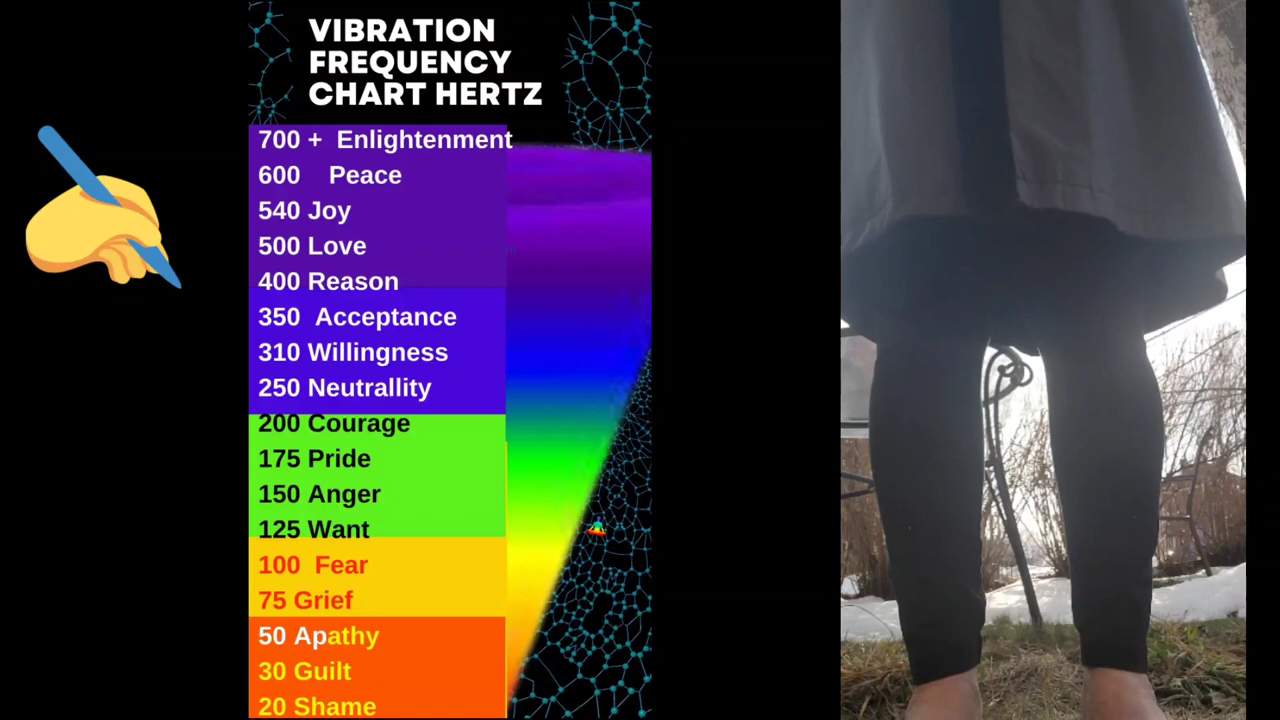 VIBRATION
FREQUENCY
CHART HERTZ
700 + Enlightenment
600 Peace
540 Joy
500 Love
400 Reason
350 Acceptance
310 Willingness
250 Neutrallity
200 Courage
175 Pride
150 Anger
125 Want
100 Fear
75 Grief
50 Apathy
30 Guilt
20 Shame